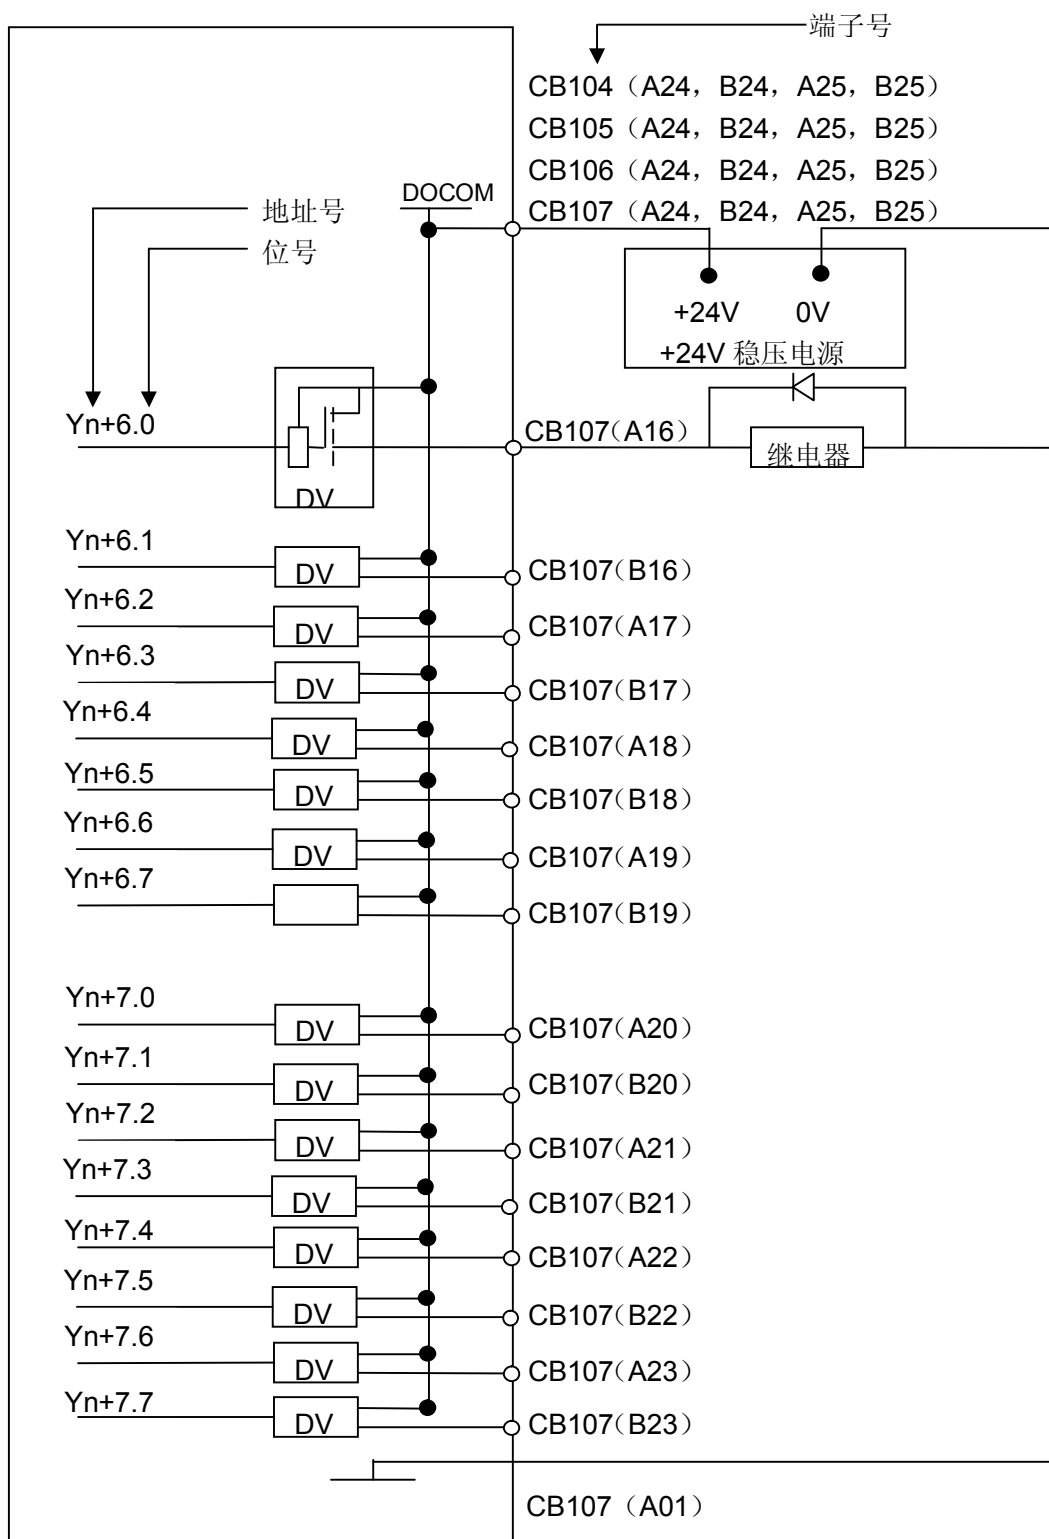 端子号
CB104（A24，B24，A25，B25）
CB105（A24，B24，A25，B25）
CB106（A24，B24，A25，B25）
CB107（A24，B24，A25，B25）
DOCOM
地址号
位号
+24V 0V
+24V 稳压电源
Yn+6.0
DV
CB107（A16）
继电器
Yn+6.1
DV
CB107（B16）
Yn+6.2
DV
CB107（A17）
Yn+6.3
DV
CB107（B17）
Yn+6.4
DV
CB107（A18）
Yn+6.5
DV
CB107（B18）
Yn+6.6
DV
CB107（A19）
Yn+6.7
CB107（B19）
Yn+7.0
DV
CB107（A20）
Yn+7.1
DV
CB107（B20）
Yn+7.2
DV
CB107（A21）
Yn+7.3
DV
CB107（B21）
Yn+7.4
DV
CB107（A22）
Yn+7.5
DV
CB107（B22）
Yn+7.6
DV
CB107（A23）
Yn+7.7
DV
CB107（B23）
CB107（A01）